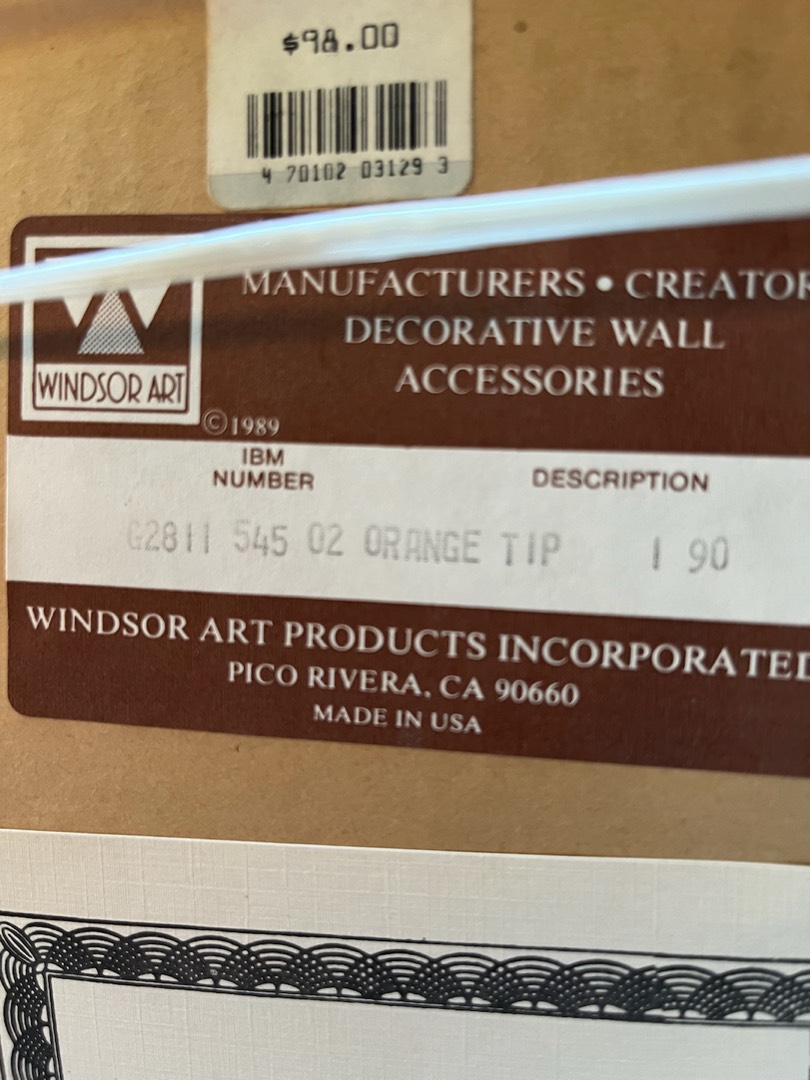 $98.00
4 70102 03129 3
MANUFACTURERS • CREATOR
DECORATIVE WALL
ACCESSORIES
WINDSOR ART
©1989
IBM
NUMBER
DESCRIPTION
G2811 545 02 ORANGE TIP 1 90
WINDSOR ART PRODUCTS INCORPORATED
PICO RIVERA, CA 90660
MADE IN USA